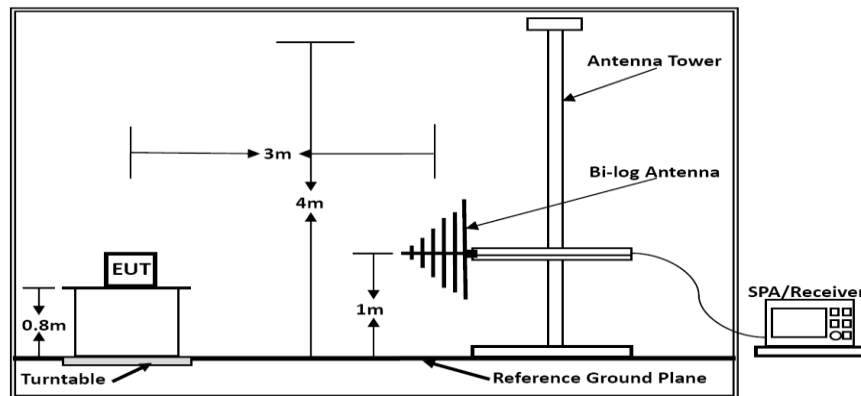 Antenna Tower
3m
Bi-log Antenna
4m
EUT
SPA/Receiver
0.8m
1m
Turntable
Reference Ground Plane